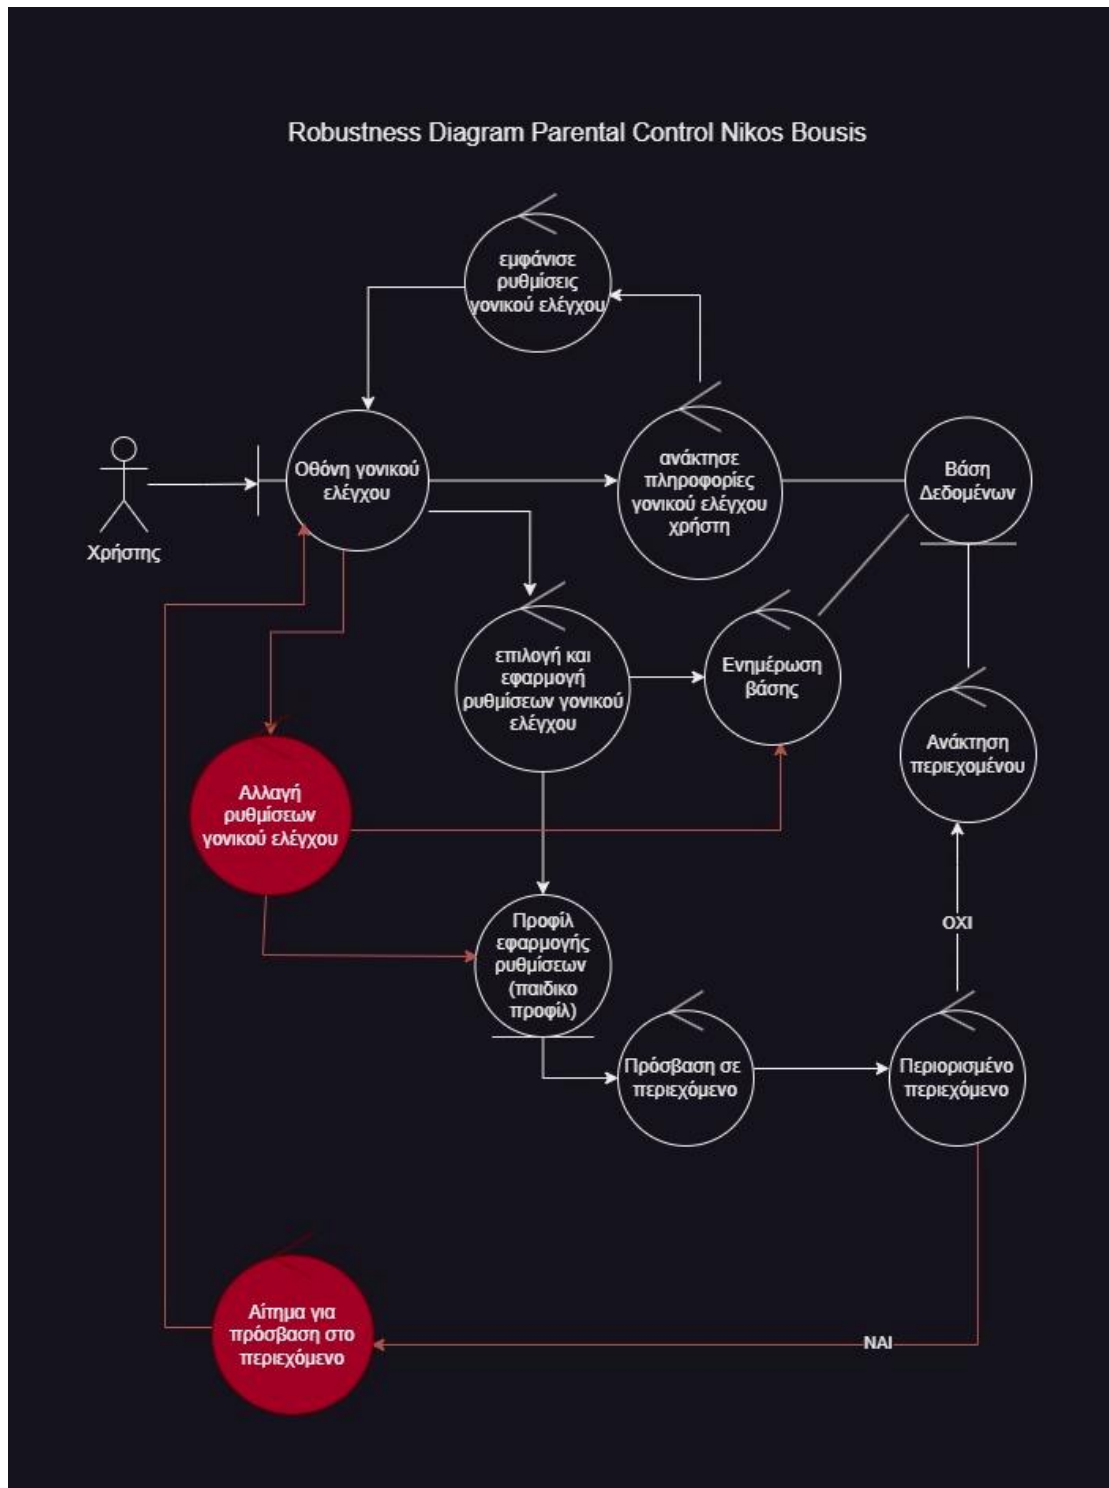 Robustness Diagram Parental Control Nikos Bousis
εμφάνισε
ρυθμίσεις
γονικού ελέγχου
Οθόνη γονικού
ελέγχου
ανάκτησε
πληροφορίες
γονικού ελέγχου
χρήστη
Βάση
Δεδομένων
Χρήστης
επιλογή και
εφαρμογή
ρυθμίσεων γονικού
ελέγχου
Ενημέρωση
βάσης
Ανάκτηση
περιεχομένου
Αλλαγή
ρυθμίσεων
γονικού ελέγχου
Προφίλ
εφαρμογής
ρυθμίσεων
(παιδικο
προφίλ)
ΟΧΙ
Πρόσβαση σε
περιεχόμενο
Περιορισμένο
περιεχόμενο
Αίτημα για
πρόσβαση στο
περιεχόμενο
ΝΑΙ